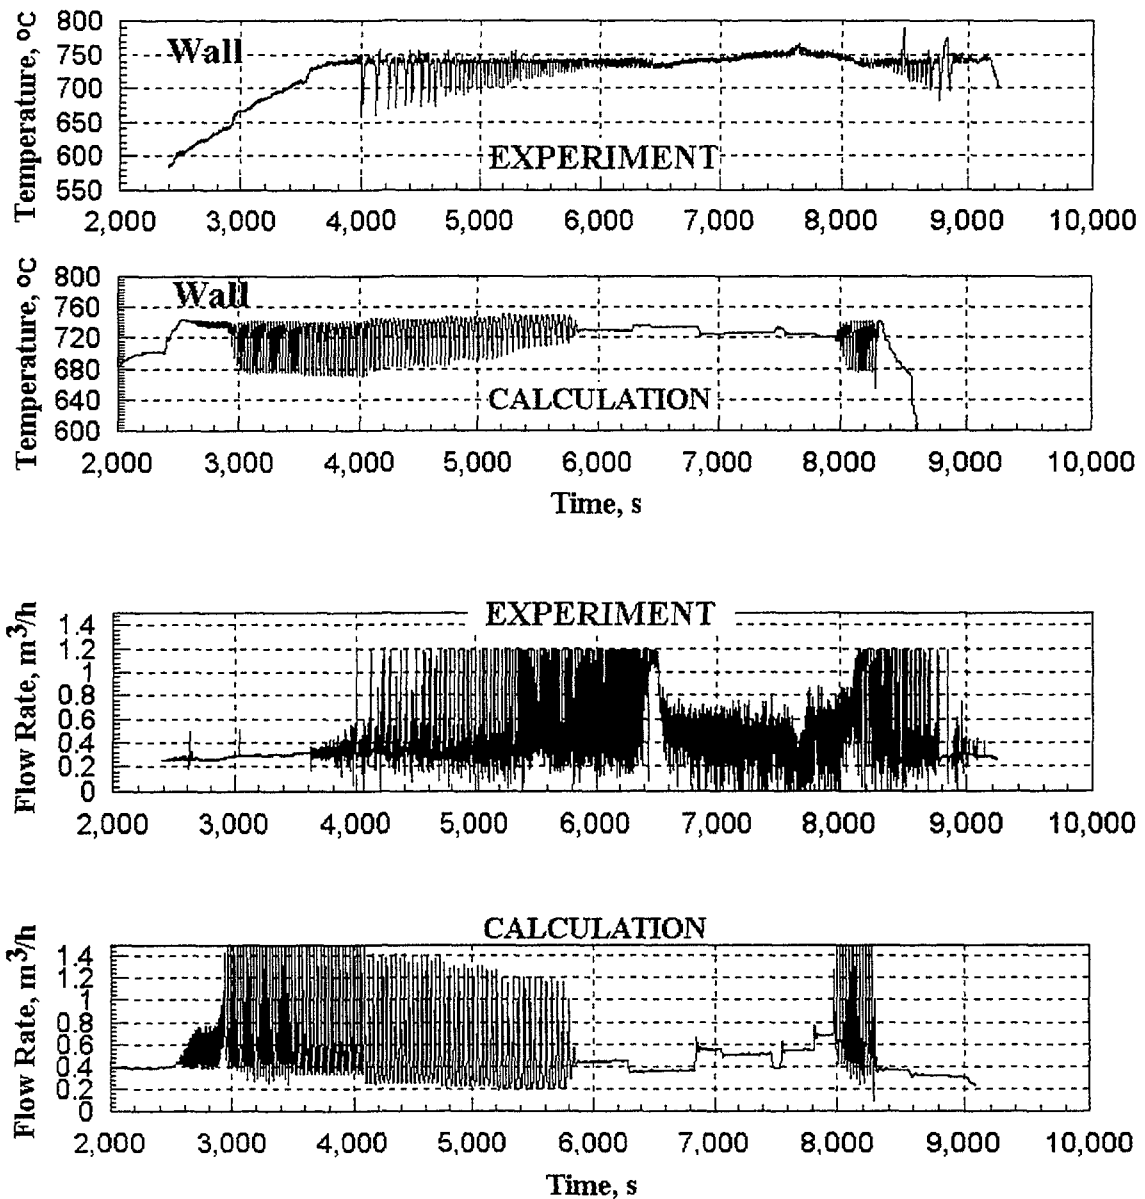 800
Wall
750
700
650
600
EXPERIMENT
550
Temperature, °C
2,000 3,000 4,000 5,000 6,000 7,000 8,000 9,000 10,000
800
Wall
760
720
680
640
CALCULATION
600
Temperature, °C
2,000 3,000 4,000 5,000 6,000 7,000 8,000 9,000 10,000
Time, s
EXPERIMENT
1.4
1.2
1
0.8
0.6
0.4
0.2
0
Flow Rate, m³/h
2,000 3,000 4,000 5,000 6,000 7,000 8,000 9,000 10,000
CALCULATION
1.4
1.2
1
0.8
0.6
0.4
0.2
0
Flow Rate, m³/h
2,000 3,000 4,000 5,000 6,000 7,000 8,000 9,000 10,000
Time, s